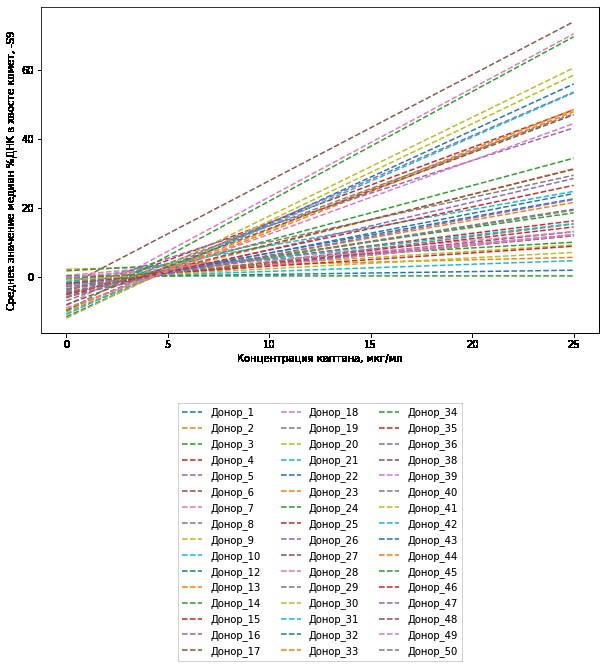 Среднее значение медиан %ДНК в хвосте комет, -S9
60
40
20
0
0 5 10 15 20 25
Концентрация каптана, мкг/мл
Донор_1 Донор_18 Донор_34
Донор_2 Донор_19 Донор_35
Донор_3 Донор_20 Донор_36
Донор_4 Донор_21 Донор_38
Донор_5 Донор_22 Донор_39
Донор_6 Донор_23 Донор_40
Донор_7 Донор_24 Донор_41
Донор_8 Донор_25 Донор_42
Донор_9 Донор_26 Донор_43
Донор_10 Донор_27 Донор_44
Донор_12 Донор_28 Донор_45
Донор_13 Донор_29 Донор_46
Донор_14 Донор_30 Донор_47
Донор_15 Донор_31 Донор_48
Донор_16 Донор_32 Донор_49
Донор_17 Донор_33 Донор_50